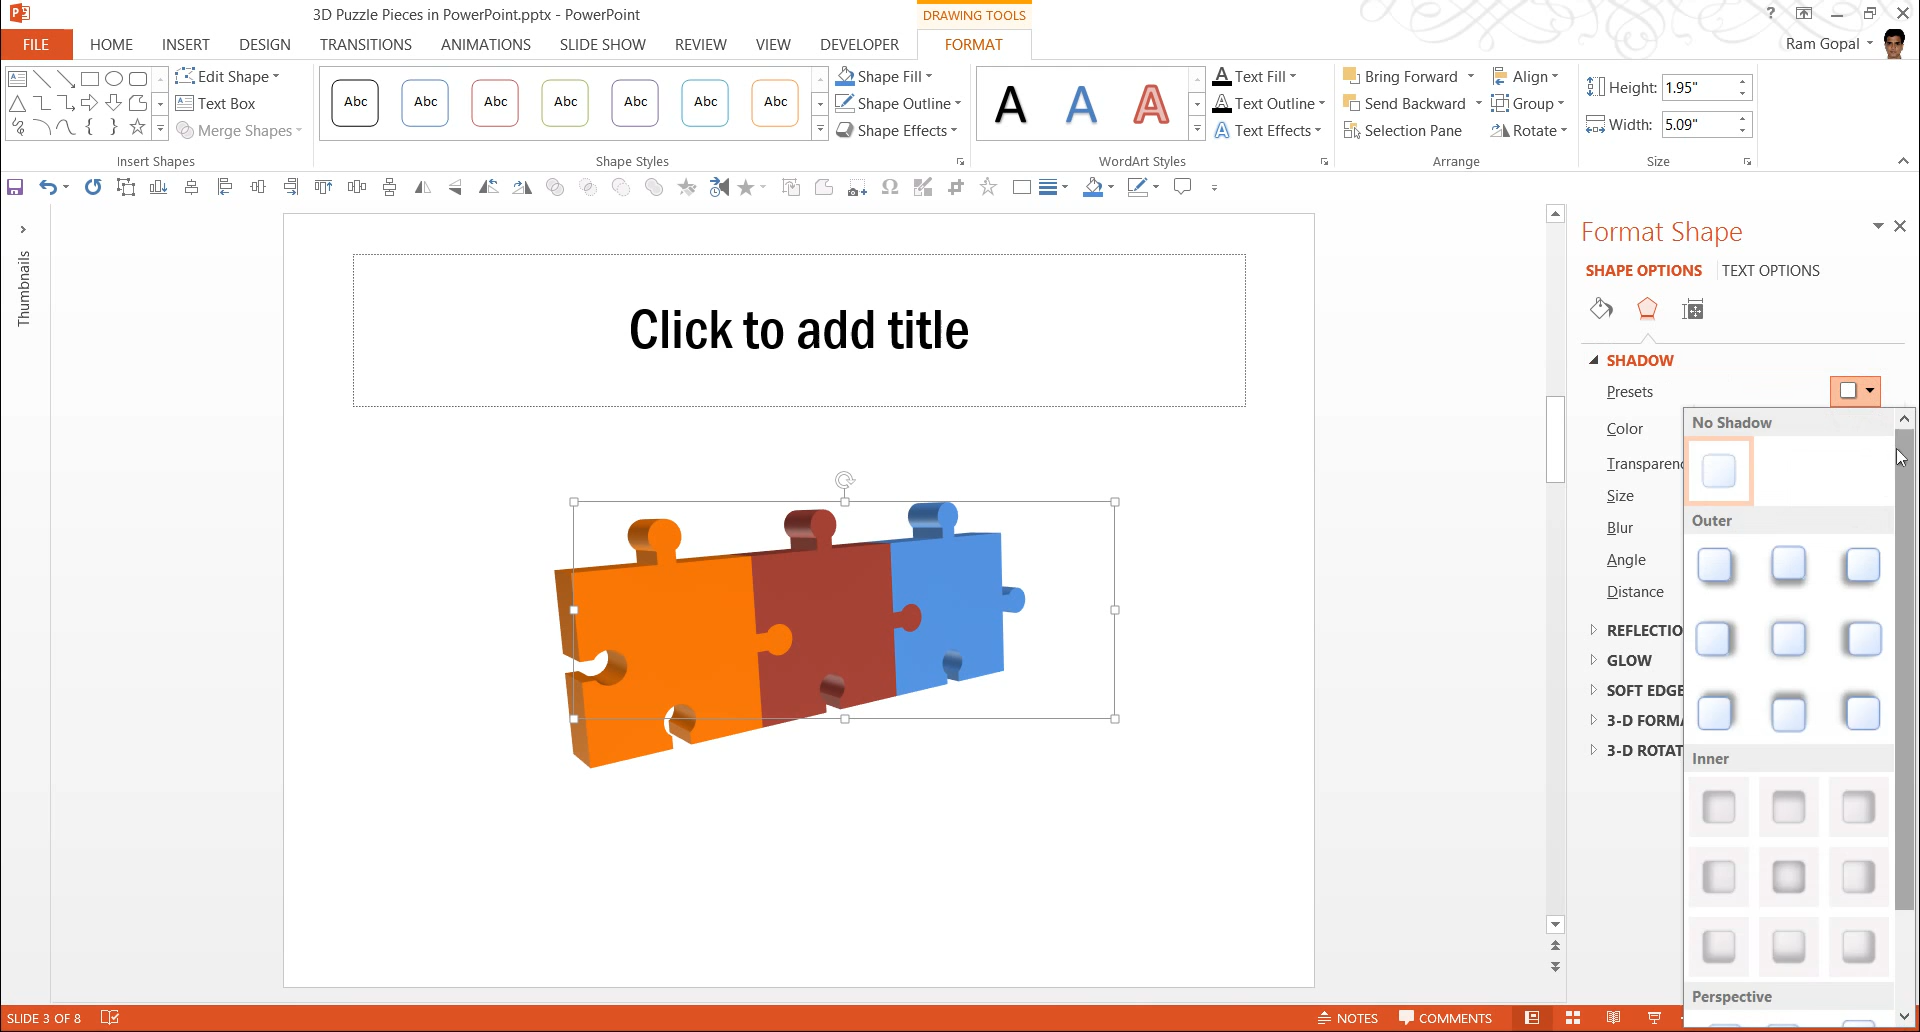 3D Puzzle Pieces in PowerPoint.pptx - PowerPoint
DRAWING TOOLS
?
FILE HOME INSERT DESIGN TRANSITIONS ANIMATIONS SLIDE SHOW REVIEW VIEW DEVELOPER FORMAT
Ram Gopal
Edit Shape
Text Box
Merge Shapes
Insert Shapes
Abc Abc Abc Abc Abc Abc Abc
Shape Fill
Shape Outline
Shape Effects
Shape Styles
A A A
Text Fill
Text Outline
Text Effects
WordArt Styles
Bring Forward
Send Backward
Selection Pane
Align
Group
Rotate
Arrange
Height: 1.95"
Width: 5.09"
Size
Thumbnails
Click to add title
Format Shape
SHAPE OPTIONS TEXT OPTIONS
SHADOW
Presets
Color
Transparenc
Size
Blur
Angle
Distance
REFLECTIO
GLOW
SOFT EDGE
3-D FORMA
3-D ROTAT
No Shadow
Outer
Inner
Perspective
SLIDE 3 OF 8
NOTES
COMMENTS